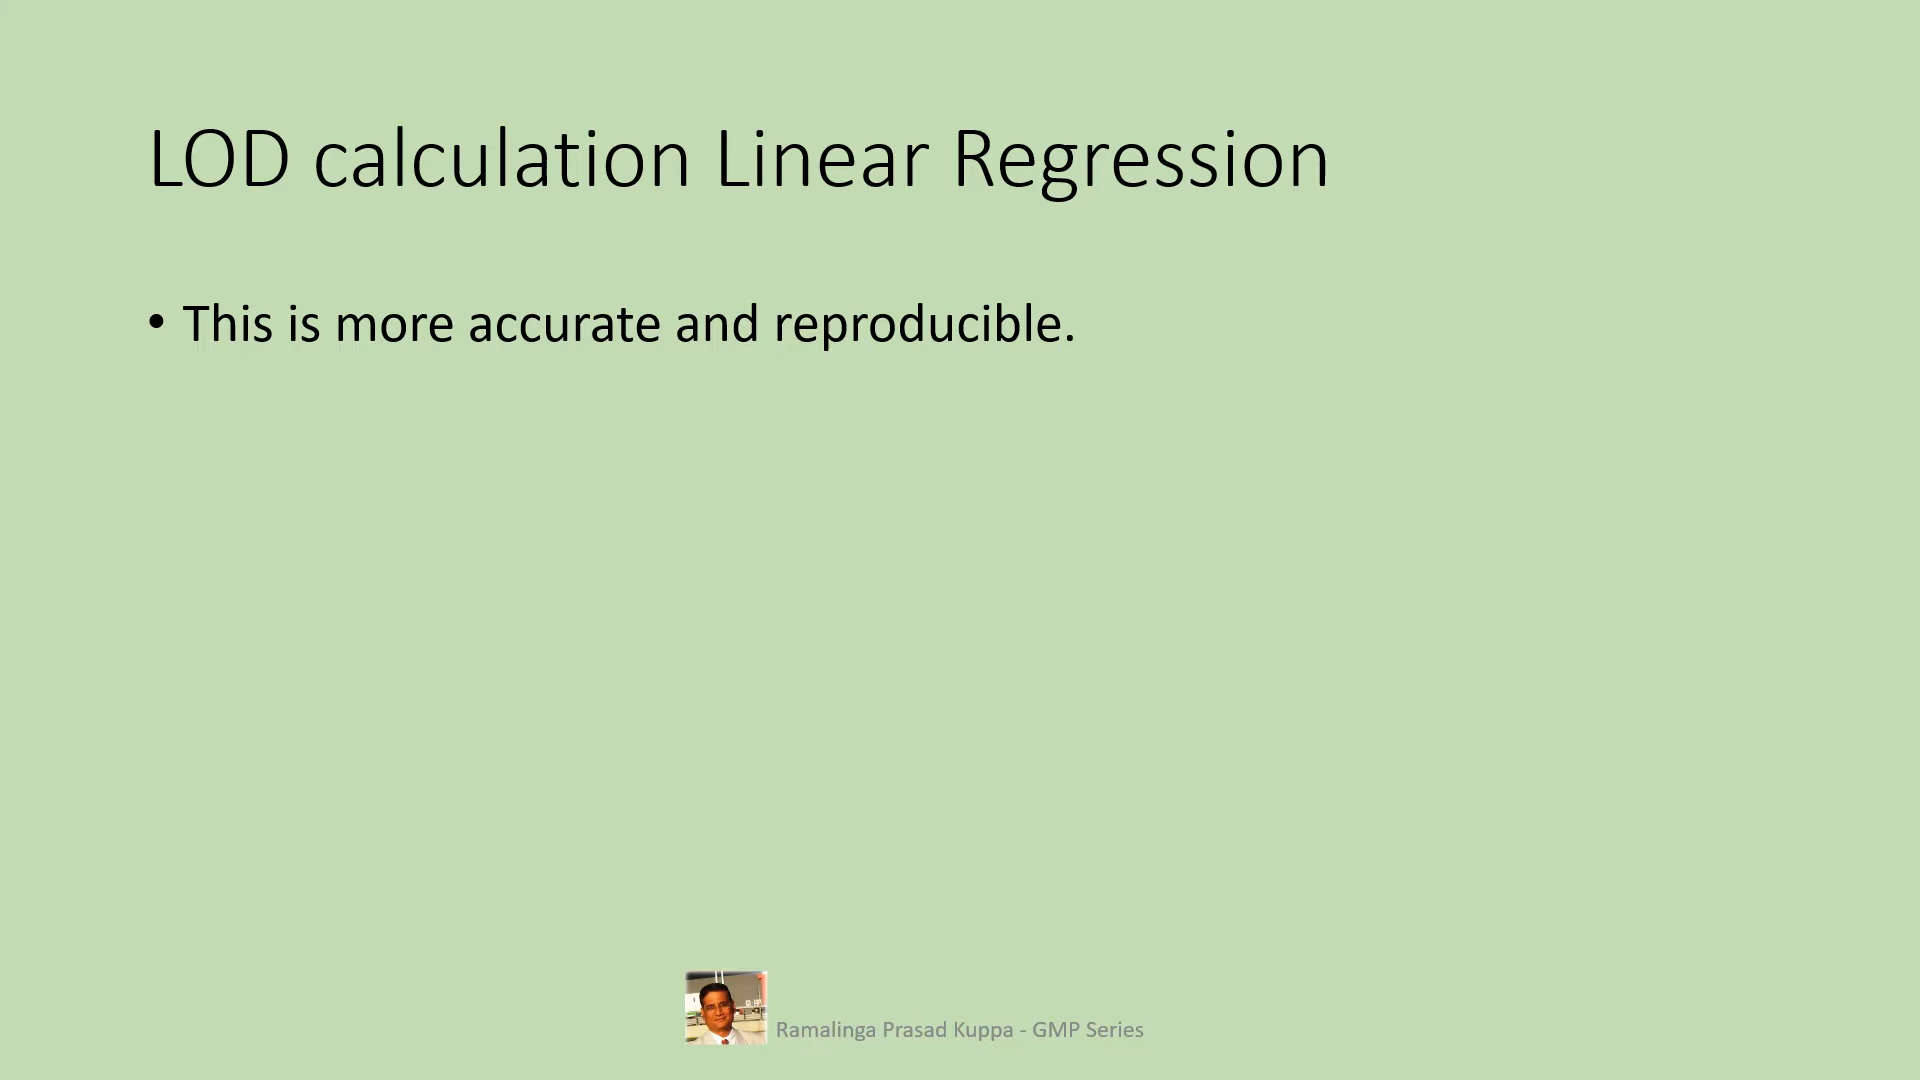 LOD calculation Linear Regression
• This is more accurate and reproducible.
Ramalinga Prasad Kuppa - GMP Series